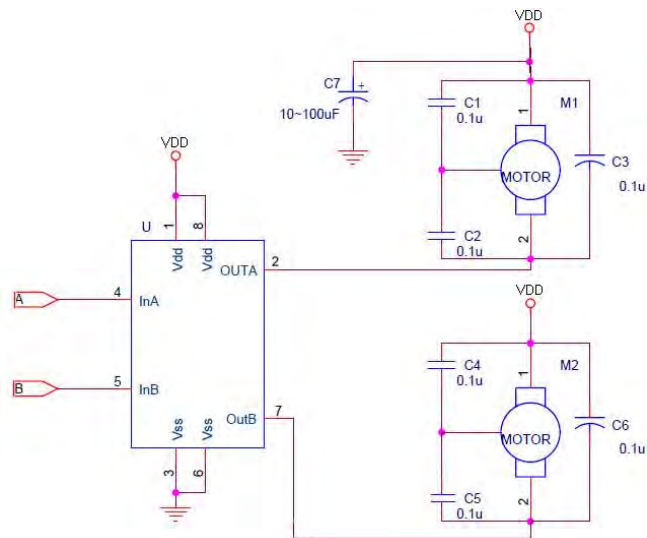 VDD
C7
+
10~100uF
C1
0.1u
1
M1
MOTOR
C3
0.1u
C2
0.1u
2
VDD
U
1
8
Vdd
Vdd
OUTA
2
A
4
InA
B
5
InB
OutB
7
Vss
Vss
3
6
VDD
C4
0.1u
1
M2
MOTOR
C6
0.1u
C5
0.1u
2